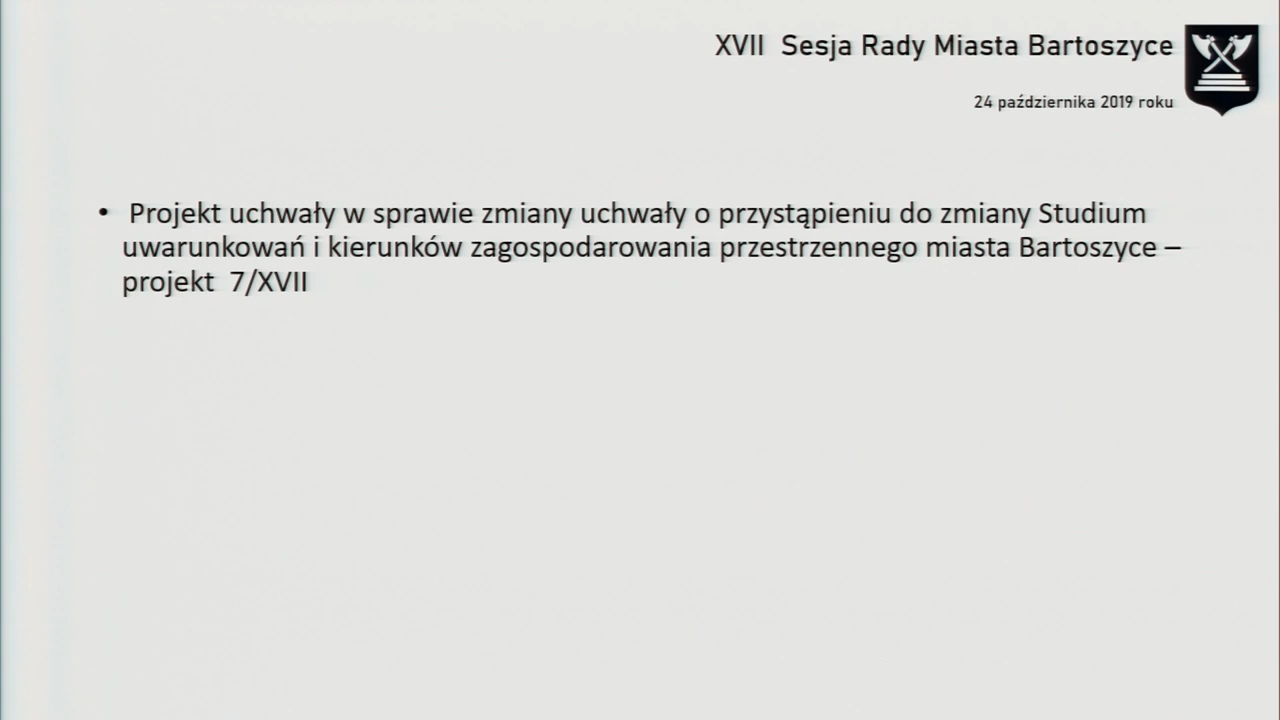 XVII Sesja Rady Miasta Bartoszyce
24 października 2019 roku
• Projekt uchwały w sprawie zmiany uchwały o przystąpieniu do zmiany Studium
uwarunkowań i kierunków zagospodarowania przestrzennego miasta Bartoszyce –
projekt 7/XVII